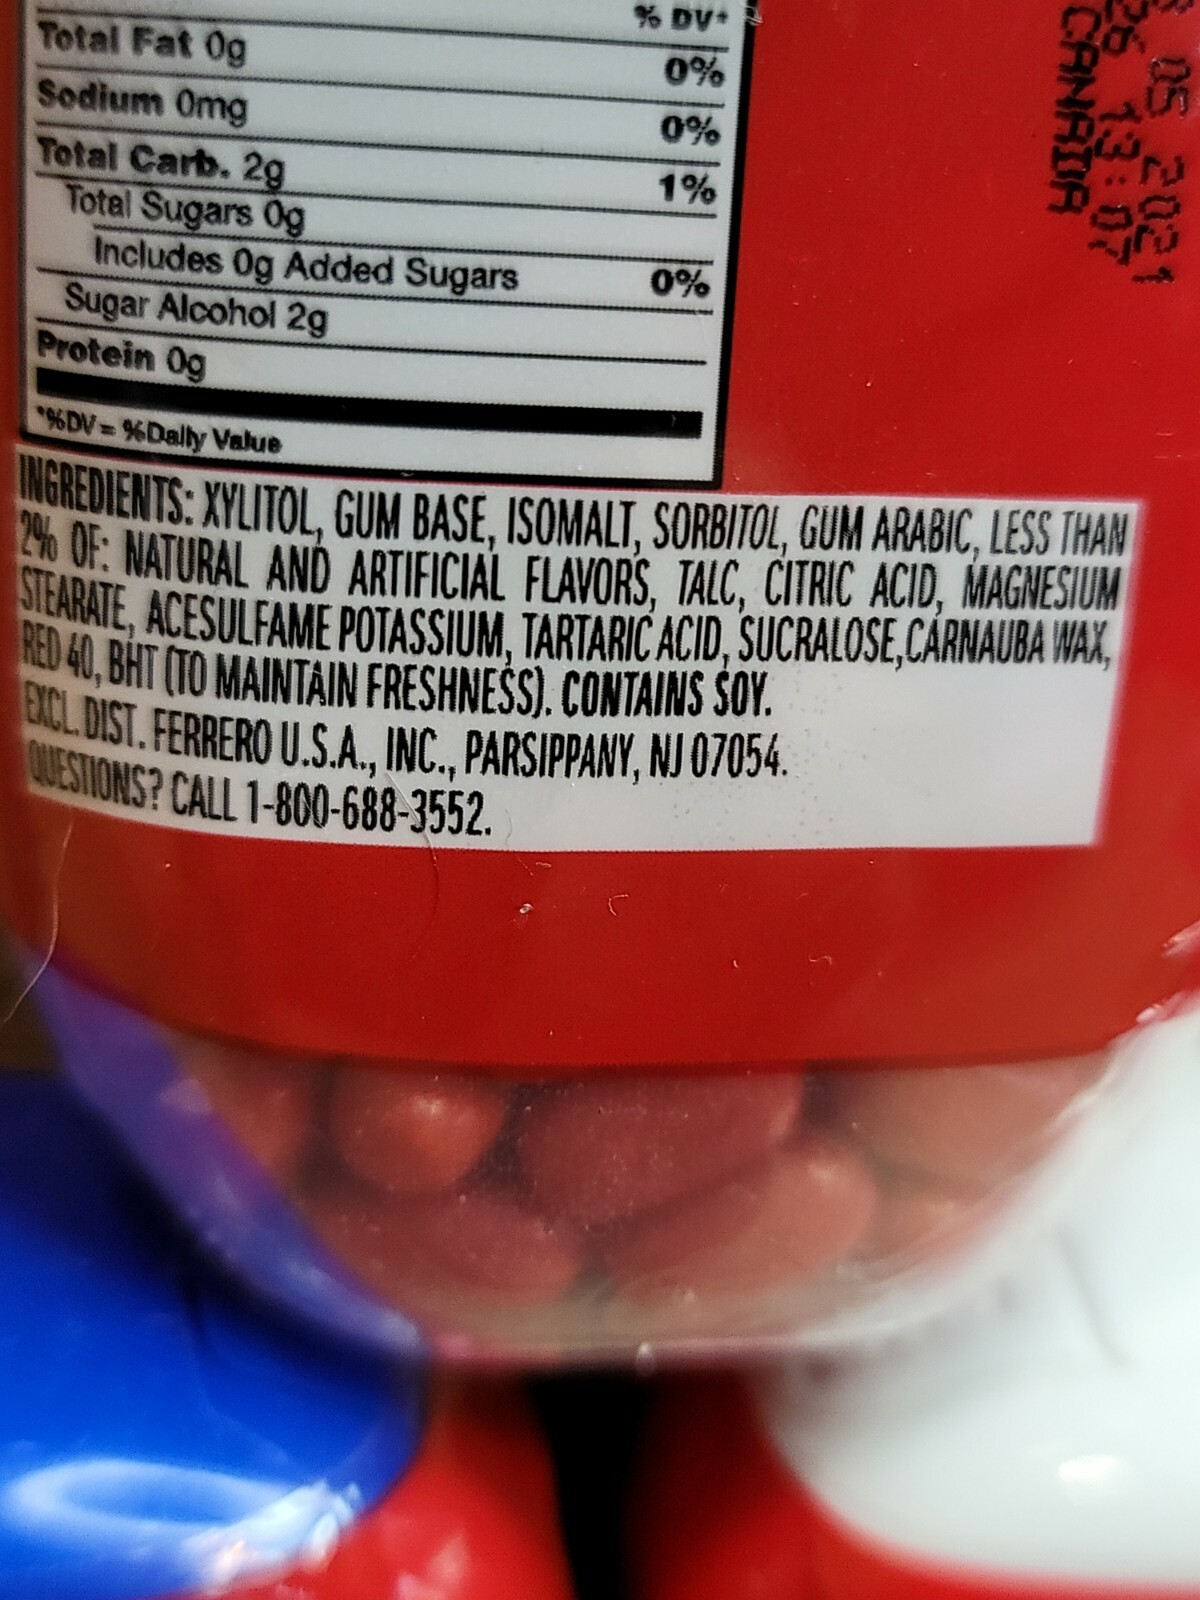 % DV*
Total Fat 0g 0%
Sodium 0mg 0%
Total Carb. 2g 1%
Total Sugars 0g
Includes 0g Added Sugars 0%
Sugar Alcohol 2g
Protein 0g
*%DV = %Daily Value
INGREDIENTS: XYLITOL, GUM BASE, ISOMALT, SORBITOL, GUM ARABIC, LESS THAN
2% OF: NATURAL AND ARTIFICIAL FLAVORS, TALC, CITRIC ACID, MAGNESIUM
STEARATE, ACESULFAME POTASSIUM, TARTARIC ACID, SUCRALOSE, CARNAUBA WAX,
RED 40, BHT (TO MAINTAIN FRESHNESS). CONTAINS SOY.
EXCL. DIST. FERRERO U.S.A., INC., PARSIPPANY, NJ 07054.
QUESTIONS? CALL 1-800-688-3552.
05 2021
13:07
CANADA